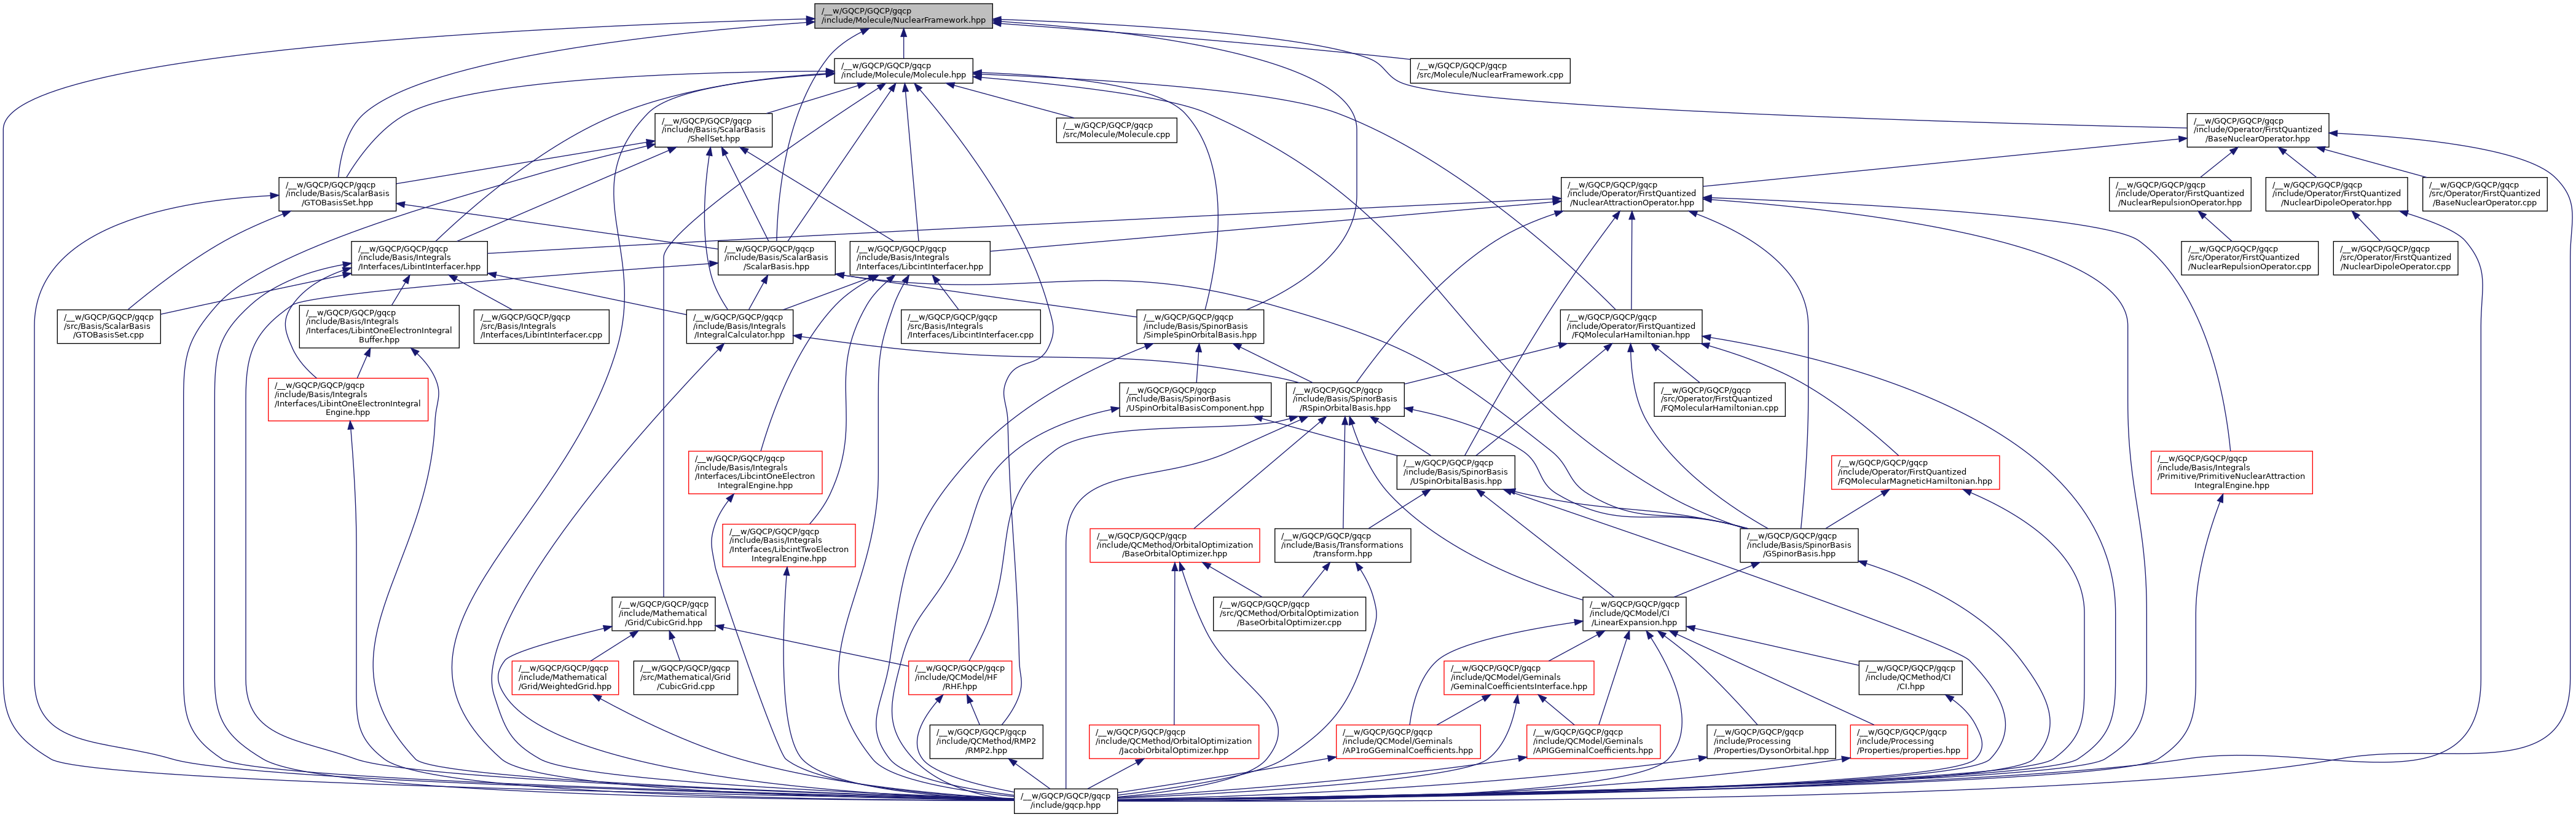 /__w/GQCP/GQCP/gqcp
/include/Molecule/NuclearFramework.hpp
/__w/GQCP/GQCP/gqcp
/include/Molecule/Molecule.hpp
/__w/GQCP/GQCP/gqcp
/src/Molecule/NuclearFramework.cpp
/__w/GQCP/GQCP/gqcp
/include/Basis/ScalarBasis
/ShellSet.hpp
/__w/GQCP/GQCP/gqcp
/src/Molecule/Molecule.cpp
/__w/GQCP/GQCP/gqcp
/include/Operator/FirstQuantized
/BaseNuclearOperator.hpp
/__w/GQCP/GQCP/gqcp
/include/Basis/ScalarBasis
/GTOBasisSet.hpp
/__w/GQCP/GQCP/gqcp
/include/Operator/FirstQuantized
/NuclearAttractionOperator.hpp
/__w/GQCP/GQCP/gqcp
/include/Operator/FirstQuantized
/NuclearRepulsionOperator.hpp
/__w/GQCP/GQCP/gqcp
/include/Operator/FirstQuantized
/NuclearDipoleOperator.hpp
/__w/GQCP/GQCP/gqcp
/src/Operator/FirstQuantized
/BaseNuclearOperator.cpp
/__w/GQCP/GQCP/gqcp
/include/Basis/Integrals
/Interfaces/LibintInterfacer.hpp
/__w/GQCP/GQCP/gqcp
/include/Basis/ScalarBasis
/ScalarBasis.hpp
/__w/GQCP/GQCP/gqcp
/include/Basis/Integrals
/Interfaces/LibcintInterfacer.hpp
/__w/GQCP/GQCP/gqcp
/src/Operator/FirstQuantized
/NuclearRepulsionOperator.cpp
/__w/GQCP/GQCP/gqcp
/src/Operator/FirstQuantized
/NuclearDipoleOperator.cpp
/__w/GQCP/GQCP/gqcp
/src/Basis/ScalarBasis
/GTOBasisSet.cpp
/__w/GQCP/GQCP/gqcp
/include/Basis/Integrals
/Interfaces/LibintOneElectronIntegral
Buffer.hpp
/__w/GQCP/GQCP/gqcp
/src/Basis/Integrals
/Interfaces/LibintInterfacer.cpp
/__w/GQCP/GQCP/gqcp
/include/Basis/Integrals
/IntegralCalculator.hpp
/__w/GQCP/GQCP/gqcp
/src/Basis/Integrals
/Interfaces/LibcintInterfacer.cpp
/__w/GQCP/GQCP/gqcp
/include/Basis/SpinorBasis
/SimpleSpinOrbitalBasis.hpp
/__w/GQCP/GQCP/gqcp
/include/Operator/FirstQuantized
/FQMolecularHamiltonian.hpp
/__w/GQCP/GQCP/gqcp
/include/Basis/Integrals
/Interfaces/LibintOneElectronIntegral
Engine.hpp
/__w/GQCP/GQCP/gqcp
/include/Basis/SpinorBasis
/USpinOrbitalBasisComponent.hpp
/__w/GQCP/GQCP/gqcp
/include/Basis/SpinorBasis
/RSpinOrbitalBasis.hpp
/__w/GQCP/GQCP/gqcp
/src/Operator/FirstQuantized
/FQMolecularHamiltonian.cpp
/__w/GQCP/GQCP/gqcp
/include/Basis/Integrals
/Interfaces/LibcintOneElectron
IntegralEngine.hpp
/__w/GQCP/GQCP/gqcp
/include/Basis/SpinorBasis
/USpinOrbitalBasis.hpp
/__w/GQCP/GQCP/gqcp
/include/Operator/FirstQuantized
/FQMolecularMagneticHamiltonian.hpp
/__w/GQCP/GQCP/gqcp
/include/Basis/Integrals
/Primitive/PrimitiveNuclearAttraction
IntegralEngine.hpp
/__w/GQCP/GQCP/gqcp
/include/Basis/Integrals
/Interfaces/LibcintTwoElectron
IntegralEngine.hpp
/__w/GQCP/GQCP/gqcp
/include/QCMethod/OrbitalOptimization
/BaseOrbitalOptimizer.hpp
/__w/GQCP/GQCP/gqcp
/include/Basis/Transformations
/transform.hpp
/__w/GQCP/GQCP/gqcp
/include/Basis/SpinorBasis
/GSpinorBasis.hpp
/__w/GQCP/GQCP/gqcp
/include/Mathematical
/Grid/CubicGrid.hpp
/__w/GQCP/GQCP/gqcp
/src/QCMethod/OrbitalOptimization
/BaseOrbitalOptimizer.cpp
/__w/GQCP/GQCP/gqcp
/include/QCModel/CI
/LinearExpansion.hpp
/__w/GQCP/GQCP/gqcp
/include/Mathematical
/Grid/WeightedGrid.hpp
/__w/GQCP/GQCP/gqcp
/src/Mathematical/Grid
/CubicGrid.cpp
/__w/GQCP/GQCP/gqcp
/include/QCModel/HF
/RHF.hpp
/__w/GQCP/GQCP/gqcp
/include/QCModel/Geminals
/GeminalCoefficientsInterface.hpp
/__w/GQCP/GQCP/gqcp
/include/QCMethod/CI
/CI.hpp
/__w/GQCP/GQCP/gqcp
/include/QCMethod/RMP2
/RMP2.hpp
/__w/GQCP/GQCP/gqcp
/include/QCMethod/OrbitalOptimization
/JacobiOrbitalOptimizer.hpp
/__w/GQCP/GQCP/gqcp
/include/QCModel/Geminals
/AP1roGGeminalCoefficients.hpp
/__w/GQCP/GQCP/gqcp
/include/QCModel/Geminals
/APIGGeminalCoefficients.hpp
/__w/GQCP/GQCP/gqcp
/include/Processing
/Properties/DysonOrbital.hpp
/__w/GQCP/GQCP/gqcp
/include/Processing
/Properties/properties.hpp
/__w/GQCP/GQCP/gqcp
/include/gqcp.hpp